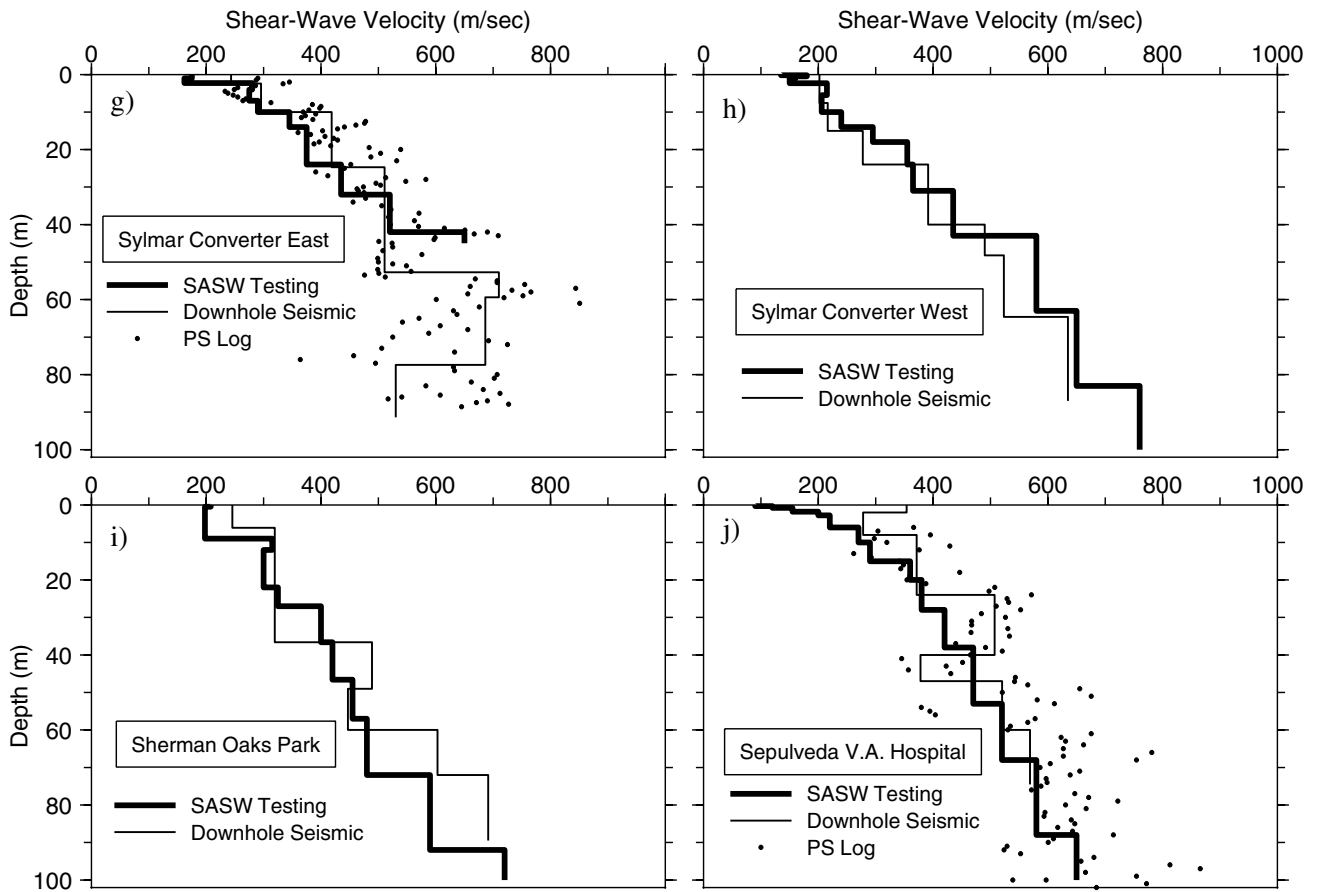 Shear-Wave Velocity (m/sec)
Shear-Wave Velocity (m/sec)
0 200 400 600 800
0 200 400 600 800 1000
0
20
40
60
80
100
Depth (m)
g)
Sylmar Converter East
SASW Testing
Downhole Seismic
PS Log
h)
Sylmar Converter West
SASW Testing
Downhole Seismic
0 200 400 600 800
0 200 400 600 800 1000
0
20
40
60
80
100
Depth (m)
i)
Sherman Oaks Park
SASW Testing
Downhole Seismic
j)
Sepulveda V.A. Hospital
SASW Testing
Downhole Seismic
PS Log